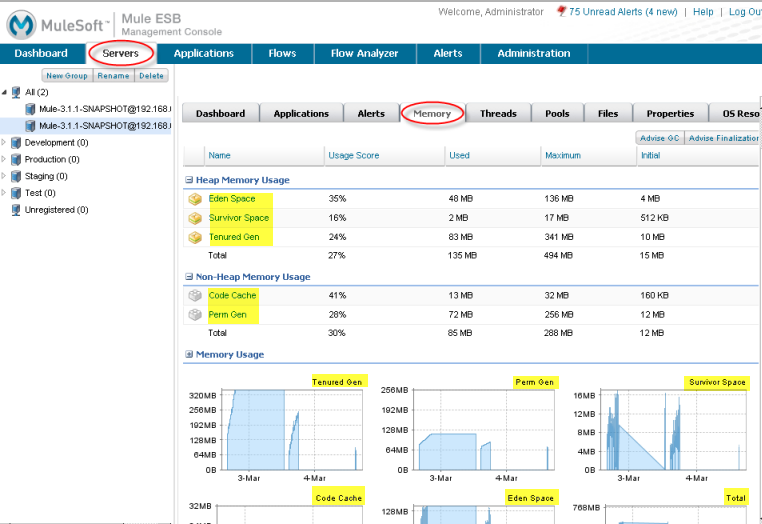 MuleSoft™ Mule ESB Management Console
Welcome, Administrator 75 Unread Alerts (4 new) | Help | Log Ou
Dashboard Servers Applications Flows Flow Analyzer Alerts Administration
New Group Rename Delete
All (2)
Mule-3.1.1-SNAPSHOT@192.168.
Mule-3.1.1-SNAPSHOT@192.168.
Development (0)
Production (0)
Staging (0)
Test (0)
Unregistered (0)
Dashboard Applications Alerts Memory Threads Pools Files Properties OS Reso
Advise GC Advise Finalization
Name Usage Score Used Maximum Initial
Heap Memory Usage
Eden Space 35% 48 MB 136 MB 4 MB
Survivor Space 16% 2 MB 17 MB 512 KB
Tenured Gen 24% 83 MB 341 MB 10 MB
Total 27% 135 MB 494 MB 15 MB
Non-Heap Memory Usage
Code Cache 41% 13 MB 32 MB 160 KB
Perm Gen 28% 72 MB 256 MB 12 MB
Total 30% 85 MB 288 MB 12 MB
Memory Usage
Tenured Gen
320MB
256MB
192MB
128MB
64MB
0B
3-Mar 4-Mar
Perm Gen
256MB
192MB
128MB
64MB
0B
3-Mar 4-Mar
Survivor Space
16MB
12MB
8MB
4MB
0B
3-Mar 4-Mar
Code Cache
32MB
Eden Space
128MB
Total
768MB